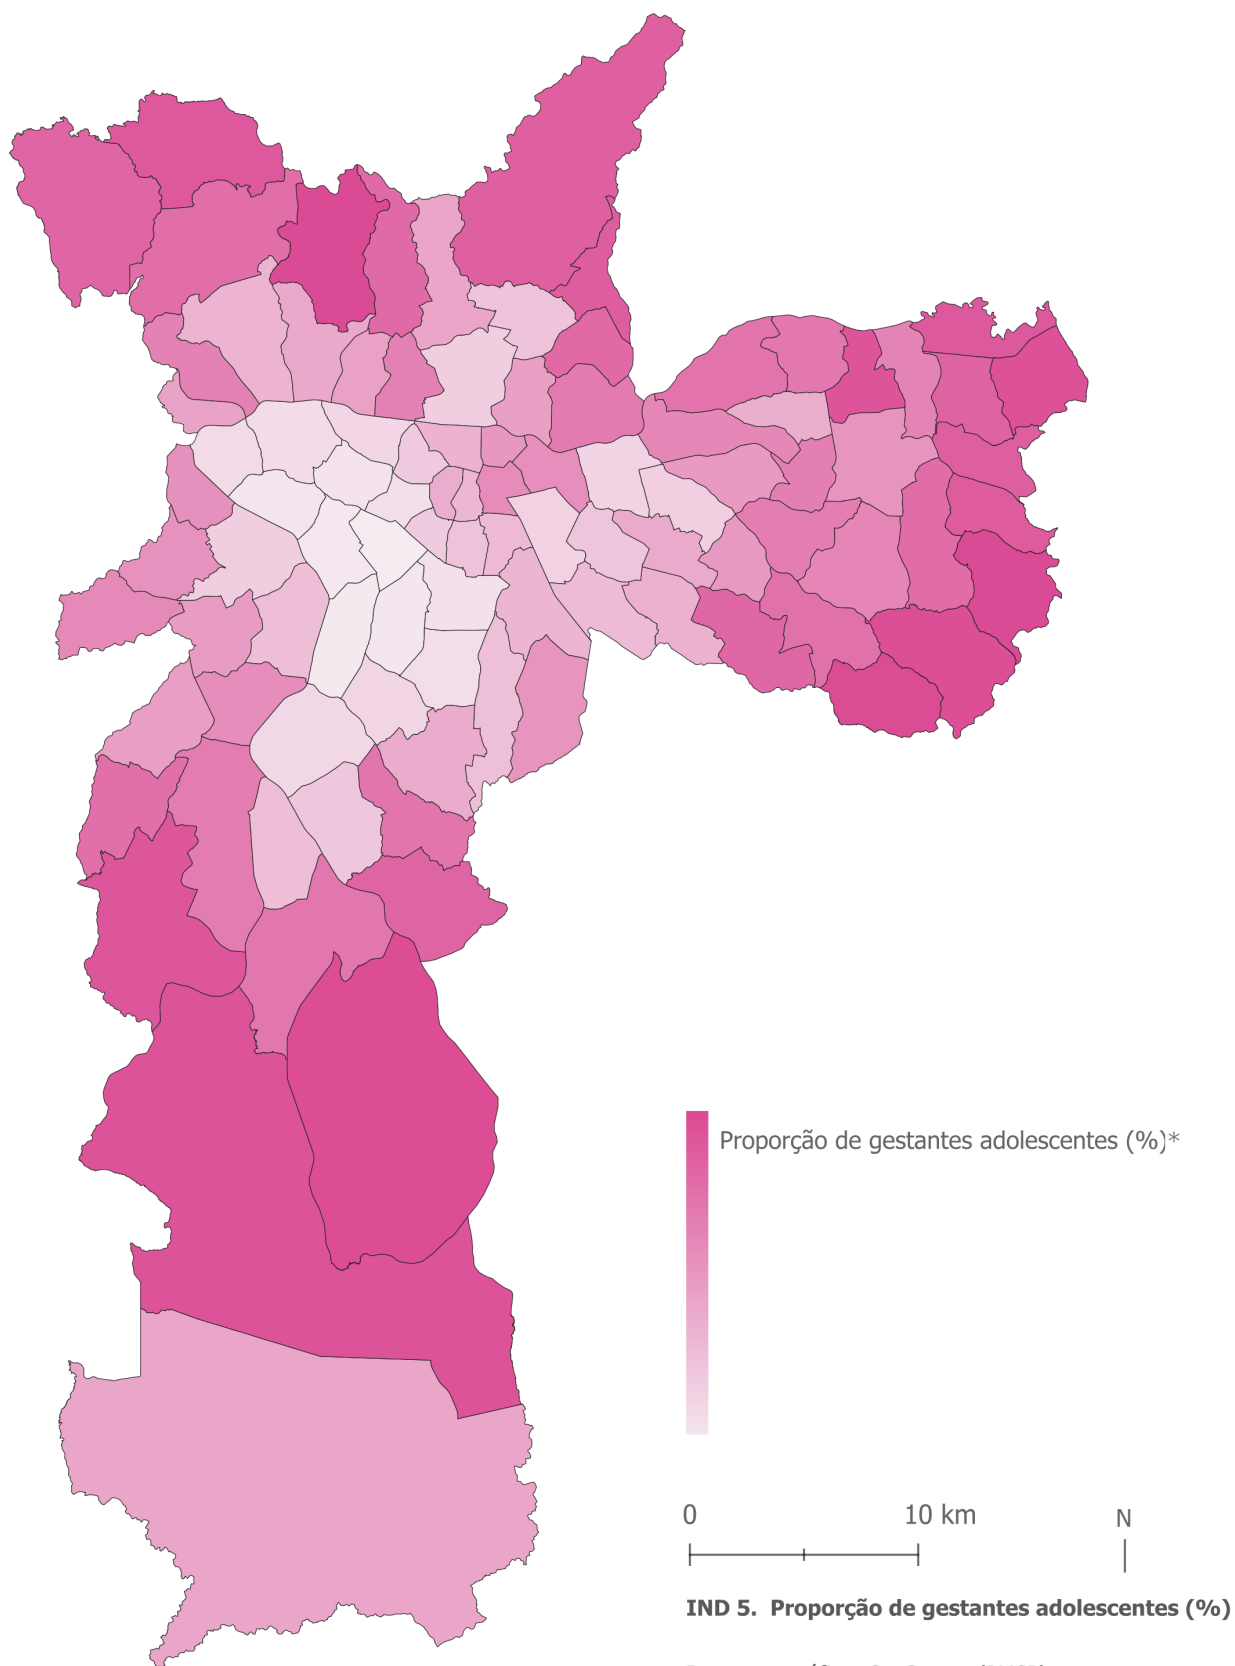 Proporção de gestantes adolescentes (%)*
0 10 km N
IND 5. Proporção de gestantes adolescentes (%)